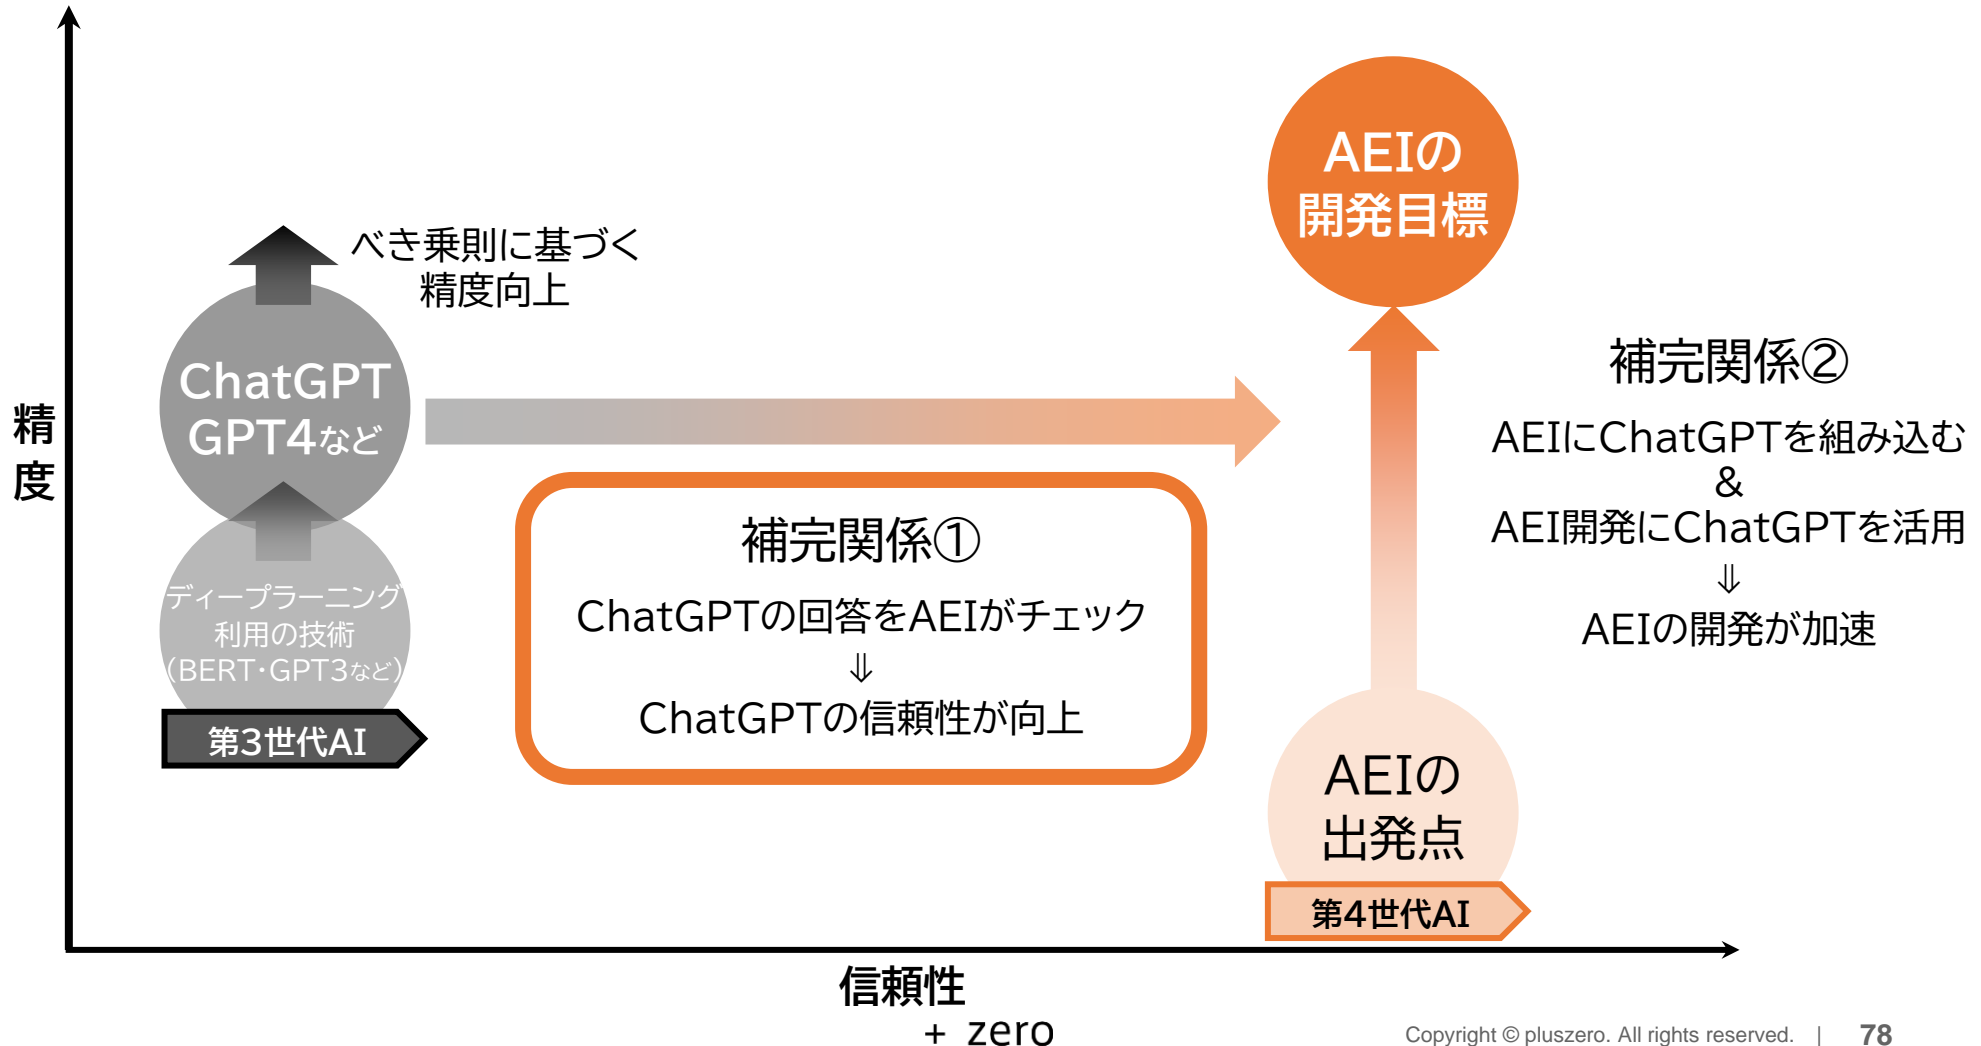 精
度
べき乗則に基づく
精度向上
ChatGPT
GPT4など
ディープラーニング
利用の技術
(BERT・GPT3など)
第3世代AI
補完関係①
ChatGPTの回答をAEIがチェック
⇓
ChatGPTの信頼性が向上
AEIの
開発目標
AEIの
出発点
第4世代AI
補完関係②
AEIにChatGPTを組み込む
&
AEI開発にChatGPTを活用
⇓
AEIの開発が加速
信頼性
+ zero
Copyright © pluszero. All rights reserved. | 78